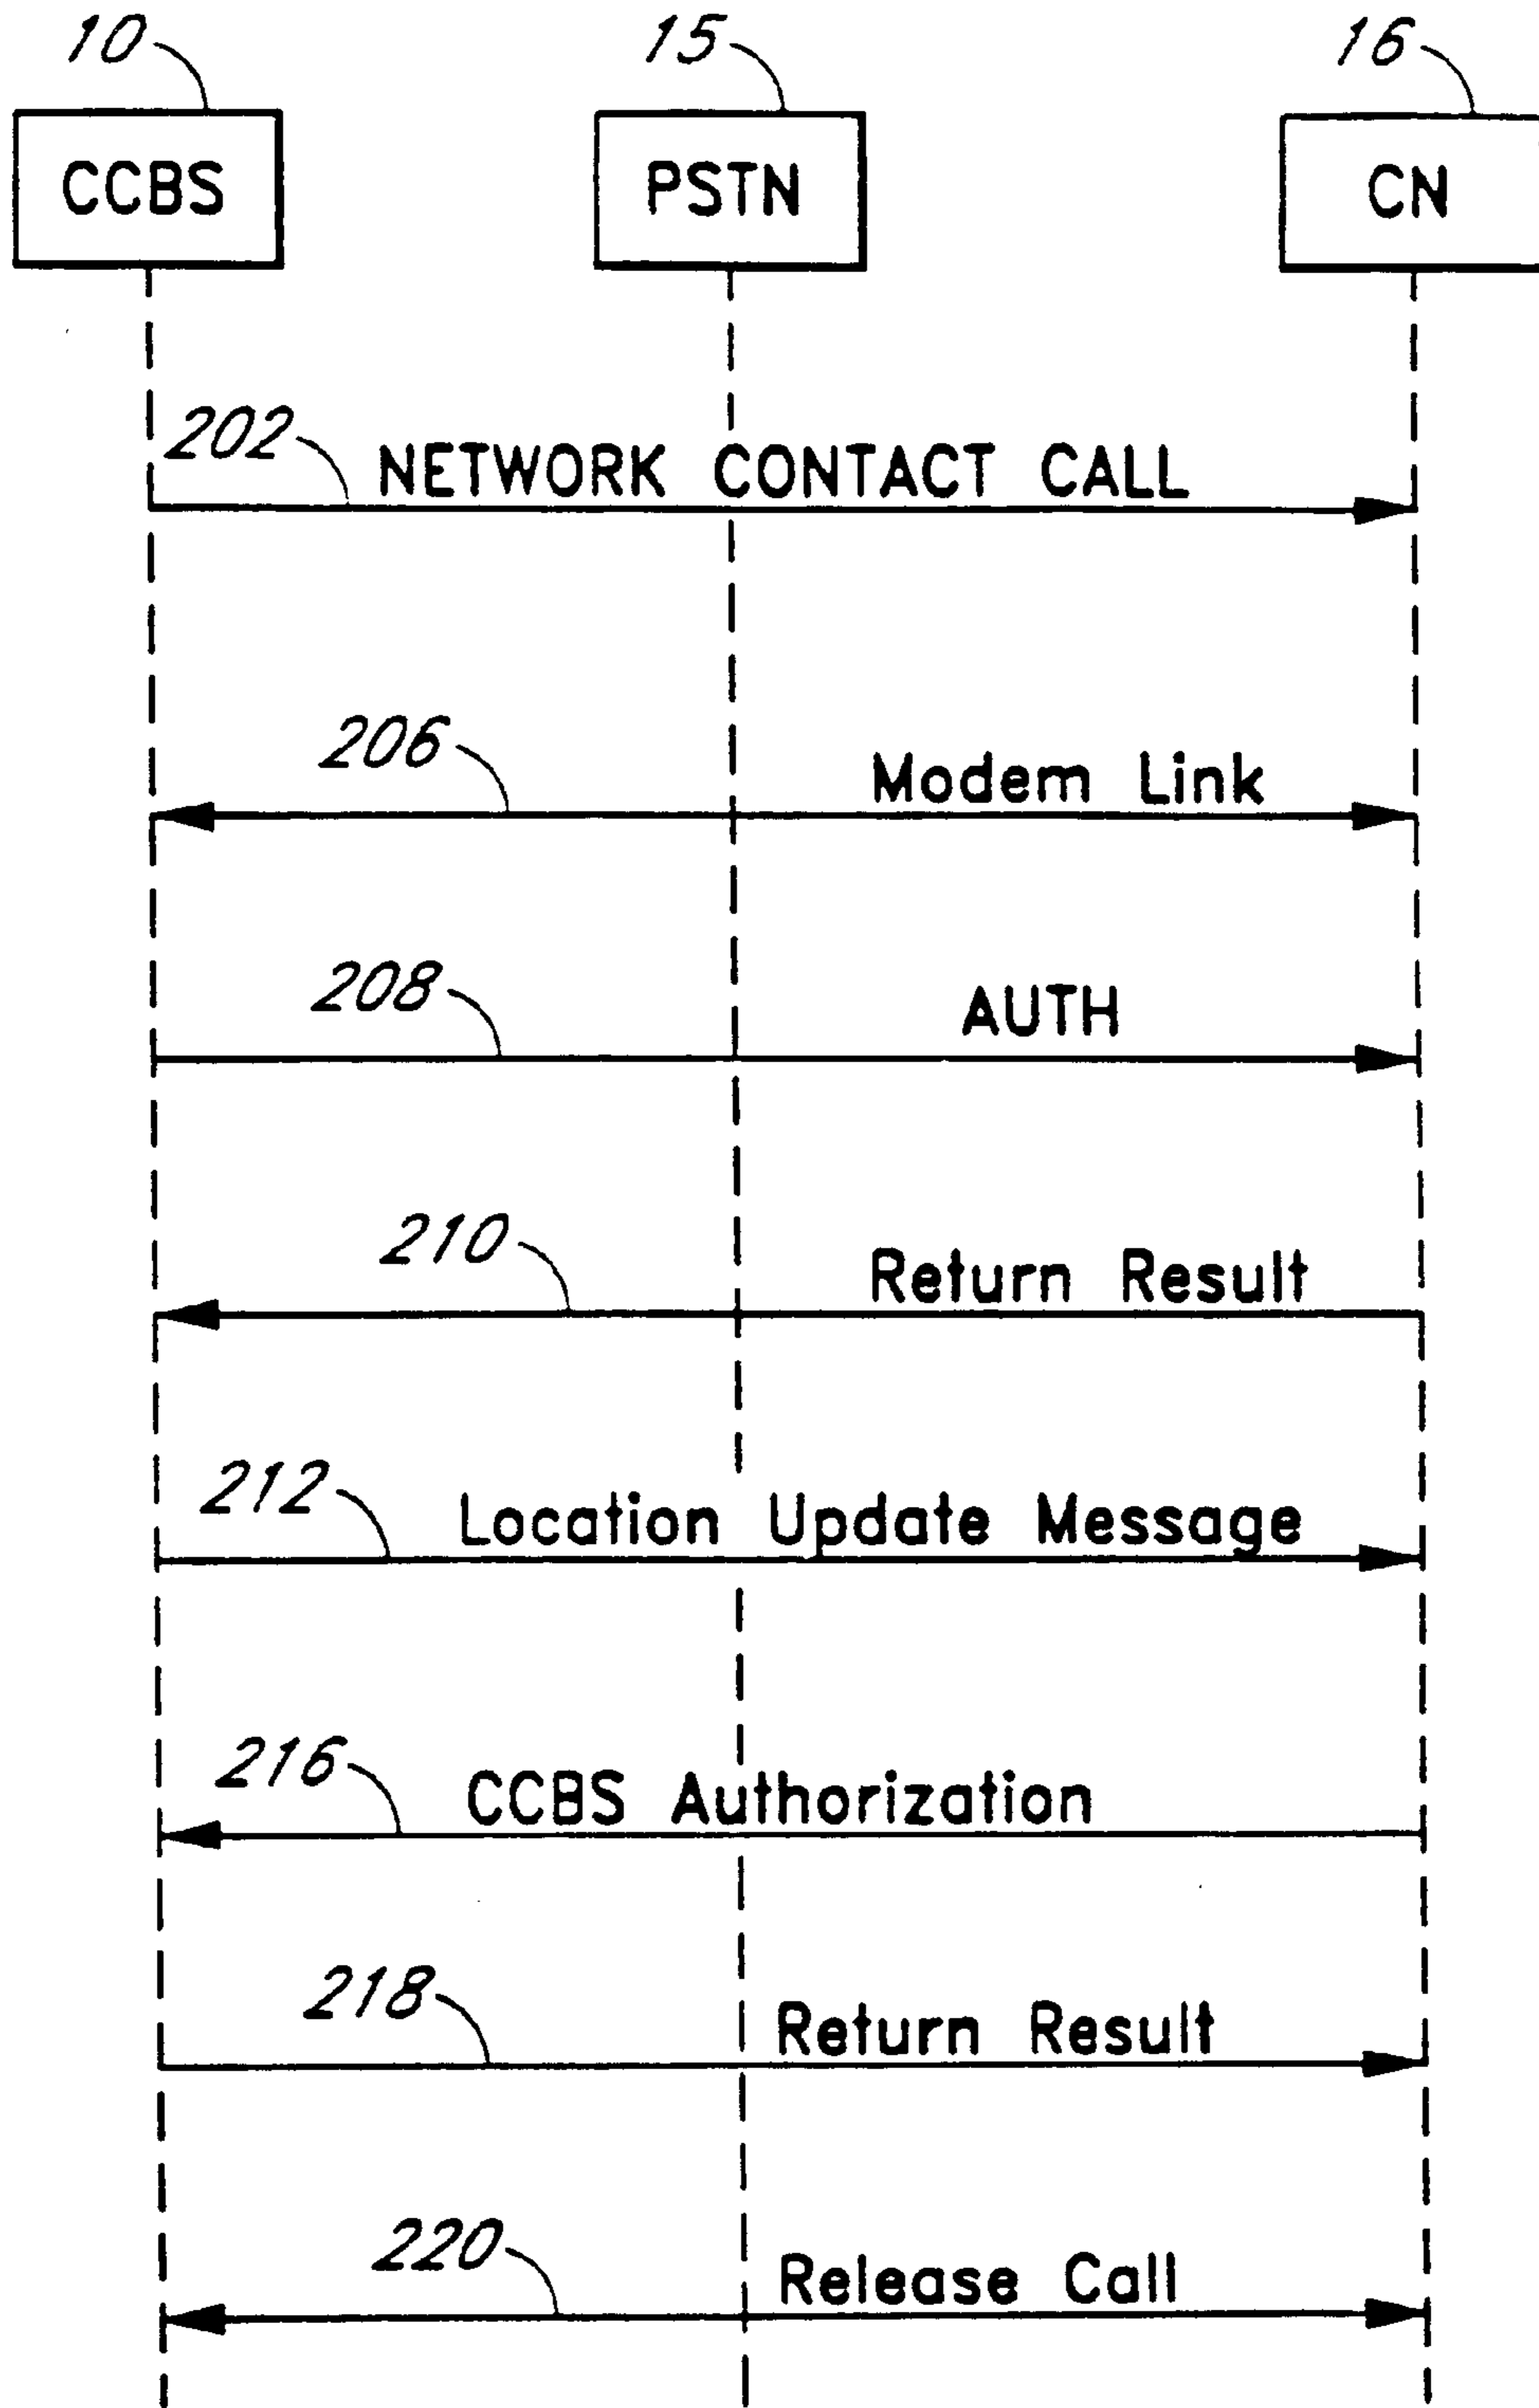 10 15 16
CCBS PSTN CN
202 NETWORK CONTACT CALL
206 Modem Link
208 AUTH
210 Return Result
212 Location Update Message
216 CCBS Authorization
218 Return Result
220 Release Call